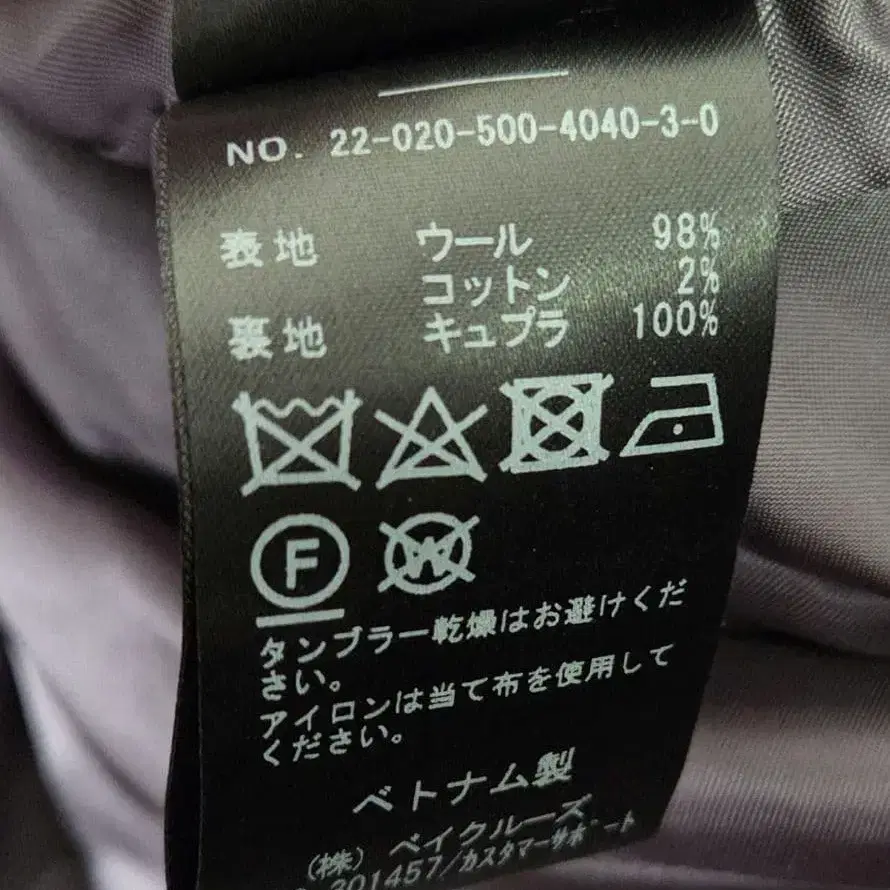 NO. 22-020-500-4040-3-0
表地 ウール 98%
コットン 2%
裏地 キュプラ 100%
F
W
タンブラー乾燥はお避けくだ
さい。
アイロンは当て布を使用して
ください。
ベトナム製
(株) ベイクルーズ
201457/カスタマーサポート